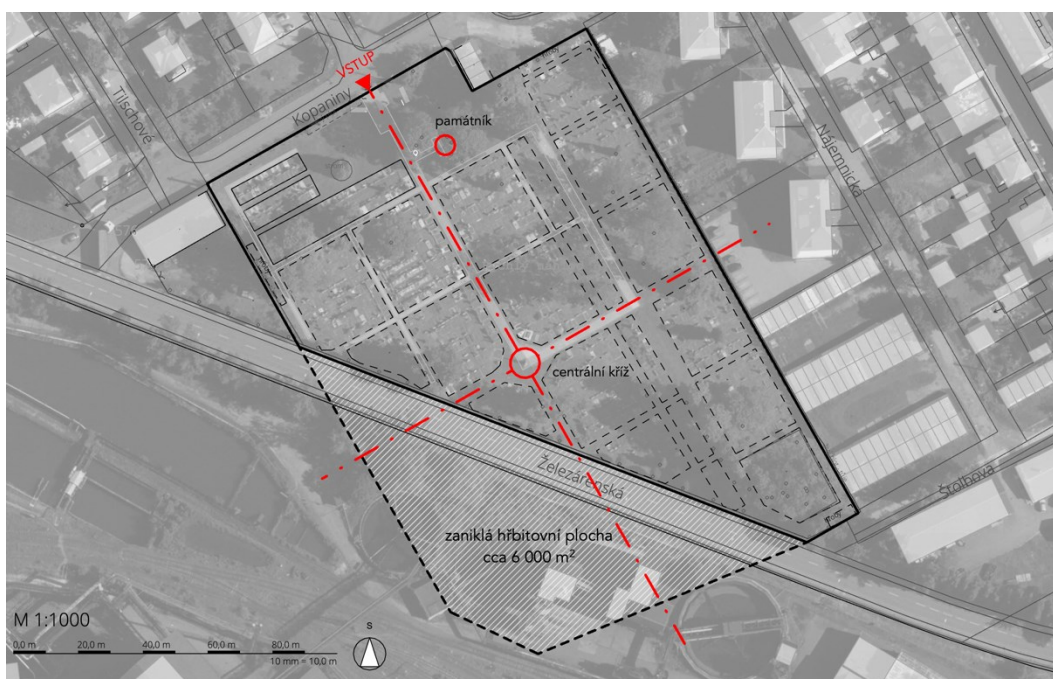 VSTUP
Tilschové
Kopaniny
památník
Nájemnická
centrální kříž
Železárenská
Štolbova
zaniklá hřbitovní plocha
cca 6 000 m²
M 1:1000
0,0 m 20,0 m 40,0 m 60,0 m 80,0 m
10 mm = 10,0 m
S